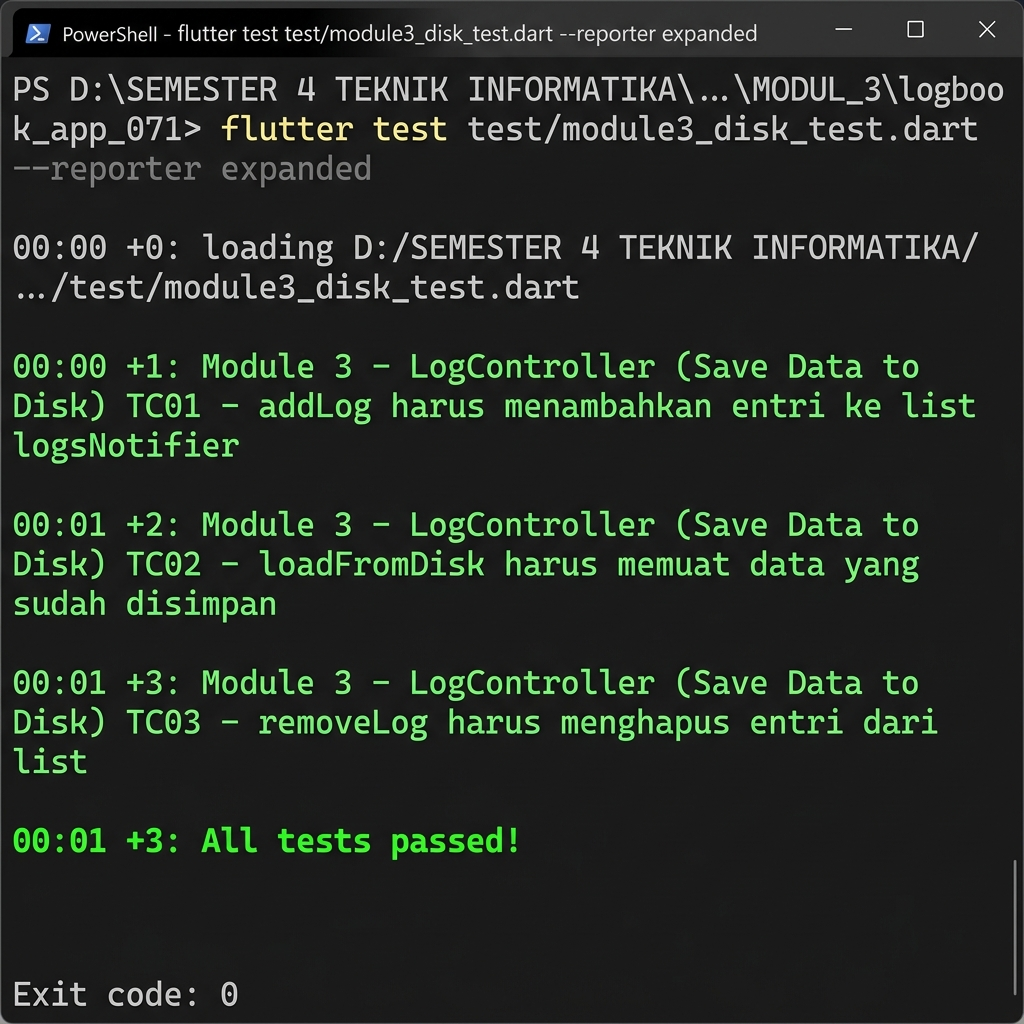 PowerShell - flutter test test/module3_disk_test.dart --reporter expanded
PS D:\SEMESTER 4 TEKNIK INFORMATIKA\...\MODUL_3\logboo
k_app_071> flutter test test/module3_disk_test.dart
--reporter expanded
00:00 +0: loading D:/SEMESTER 4 TEKNIK INFORMATIKA/
.../test/module3_disk_test.dart
00:00 +1: Module 3 - LogController (Save Data to
Disk) TC01 - addLog harus menambahkan entri ke list
logsNotifier
00:01 +2: Module 3 - LogController (Save Data to
Disk) TC02 - loadFromDisk harus memuat data yang
sudah disimpan
00:01 +3: Module 3 - LogController (Save Data to
Disk) TC03 - removeLog harus menghapus entri dari
list
00:01 +3: All tests passed!
Exit code: 0